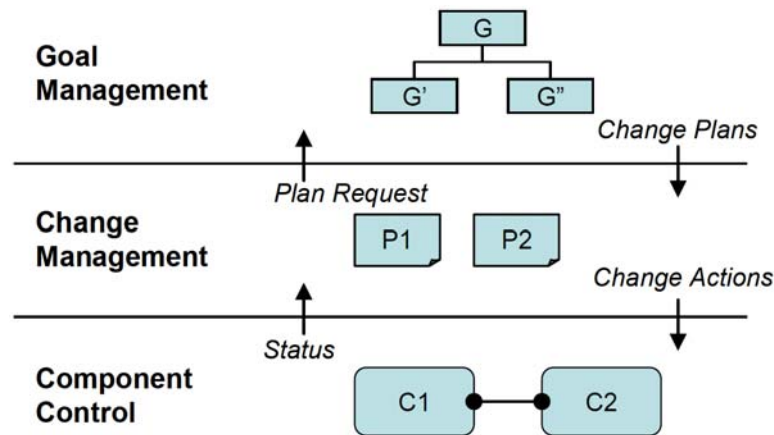 G
Goal
Management
G'
G"
Change Plans
Plan Request
Change
Management
P1
P2
Change Actions
Status
Component
Control
C1
C2